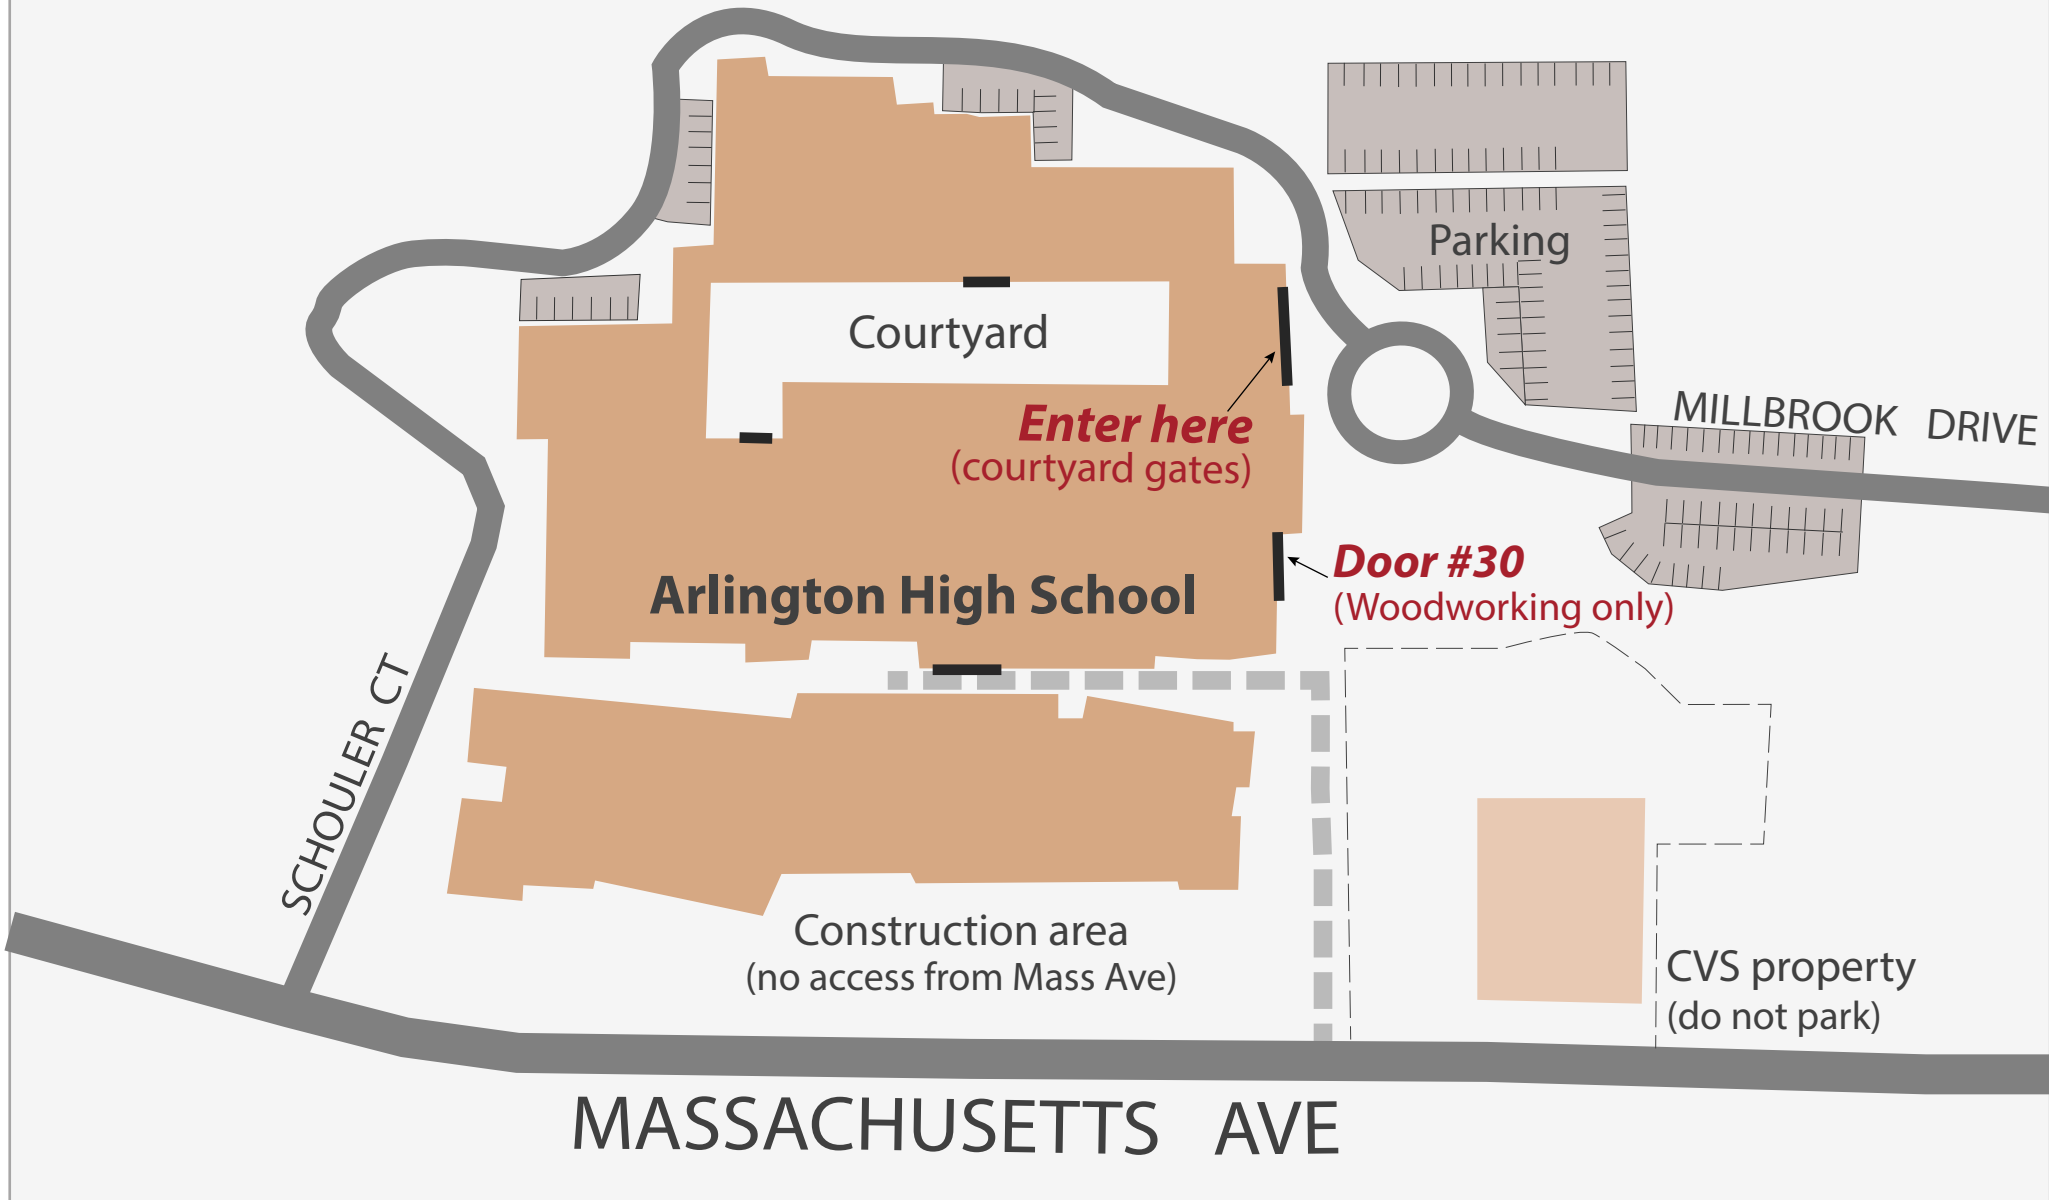 Parking
Courtyard
MILLBROOK DRIVE
Enter here
(courtyard gates)
Door #30
(Woodworking only)
Arlington High School
SCHOULER CT
Construction area
(no access from Mass Ave)
CVS property
(do not park)
MASSACHUSETTS AVE